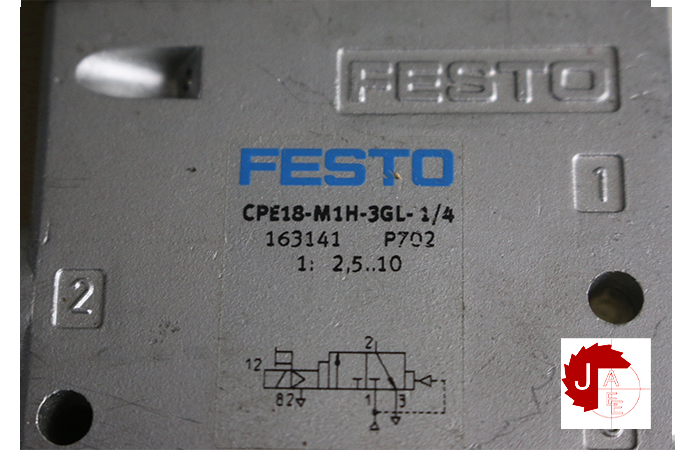 FESTO
FESTO
1
CPE18-M1H-3GL-1/4
163141 P702
1: 2,5..10
2
2
12
82 1 3
3
J
A
E
E